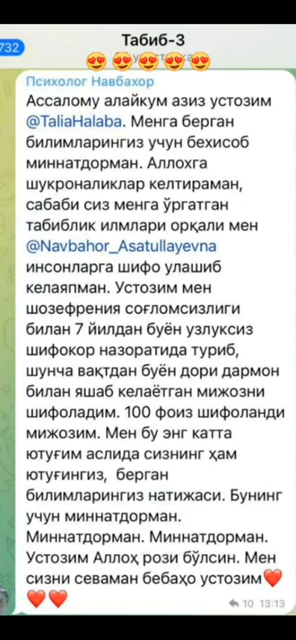 732
Табиб-3
Психолог Навбахор
Ассалому алайкум азиз устозим
@TaliaHalaba. Менга берган
билимларингиз учун бехисоб
миннатдорман. Аллохга
шукроналиклар келтираман,
сабаби сиз менга ўргатган
табиблик илмлари орқали мен
@Navbahor_Asatullayevna
инсонларга шифо улашиб
келаяпман. Устозим мен
шозефрения соғломсизлиги
билан 7 йилдан буён узлуксиз
шифокор назоратида туриб,
шунча вақтдан буён дори дармон
билан яшаб келаётган мижозни
шифоладим. 100 фоиз шифоланди
мижозим. Мен бу энг катта
ютуғим аслида сизнинг ҳам
ютуғингиз, берган
билимларингиз натижаси. Бунинг
учун миннатдорман.
Миннатдорман. Миннатдорман.
Устозим Аллоҳ рози бўлсин. Мен
сизни севаман бебаҳо устозим❤️
❤️❤️
10 13:13